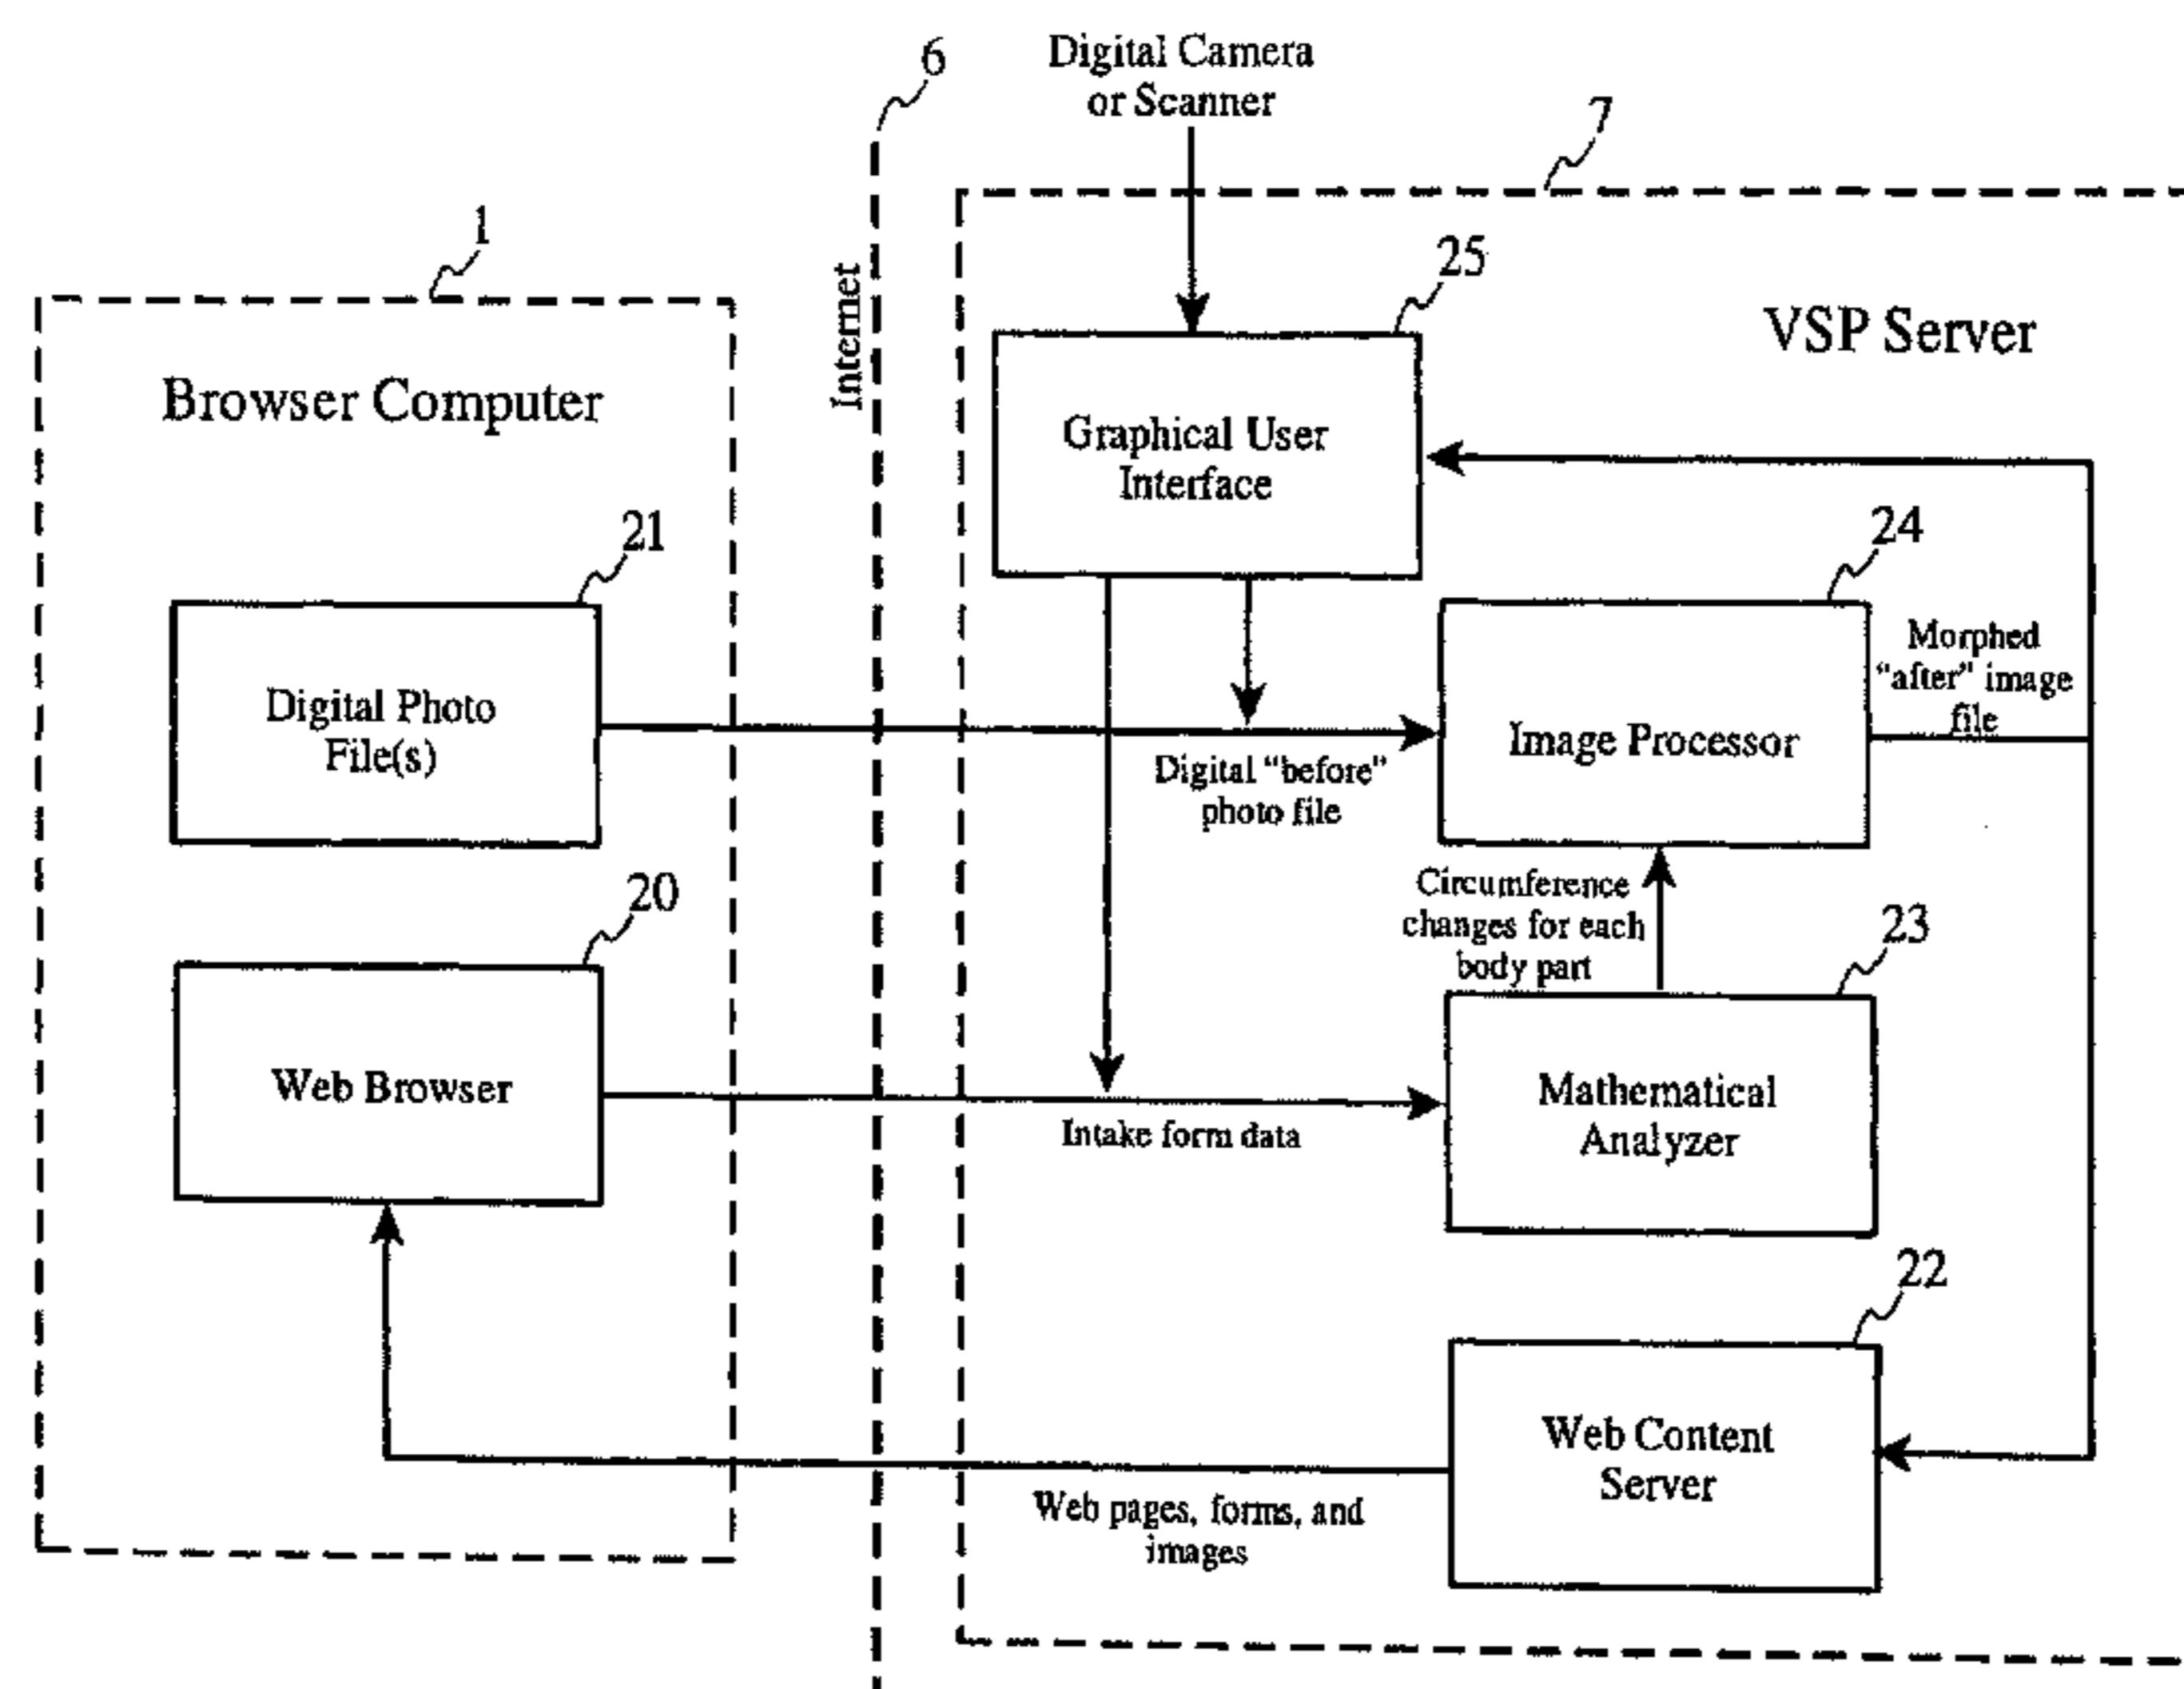 6
Digital Camera
or Scanner
7
1
Internet
25
VSP Server
Browser Computer
Graphical User
Interface
21
24
Morphed
"after" image
file
Digital Photo
File(s)
Image Processor
Digital "before"
photo file
20
Circumference
changes for each
body part
23
Web Browser
Mathematical
Analyzer
Intake form data
22
Web Content
Server
Web pages, forms, and
images